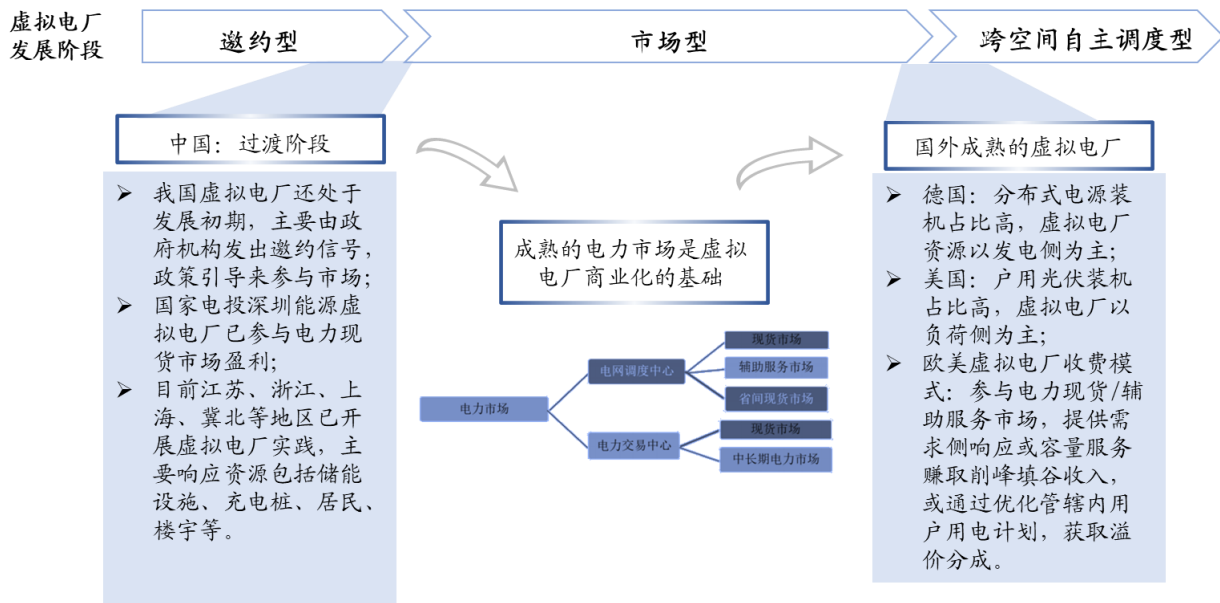 虚拟电厂
发展阶段
邀约型
市场型
跨空间自主调度型
中国：过渡阶段
➢ 我国虚拟电厂还处于
发展初期，主要由政
府机构发出邀约信号，
政策引导来参与市场；
➢ 国家电投深圳能源虚
拟电厂已参与电力现
货市场盈利；
➢ 目前江苏、浙江、上
海、冀北等地区已开
展虚拟电厂实践，主
要响应资源包括储能
设施、充电桩、居民、
楼宇等。
成熟的电力市场是虚拟
电厂商业化的基础
电力市场
电网调度中心
现货市场
辅助服务市场
省间现货市场
电力交易中心
现货市场
中长期电力市场
国外成熟的虚拟电厂
➢ 德国：分布式电源装
机占比高，虚拟电厂
资源以发电侧为主；
➢ 美国：户用光伏装机
占比高，虚拟电厂以
负荷侧为主；
➢ 欧美虚拟电厂收费模
式：参与电力现货/辅
助服务市场，提供需
求侧响应或容量服务
赚取削峰填谷收入，
或通过优化管辖内用
户用电计划，获取溢
价分成。